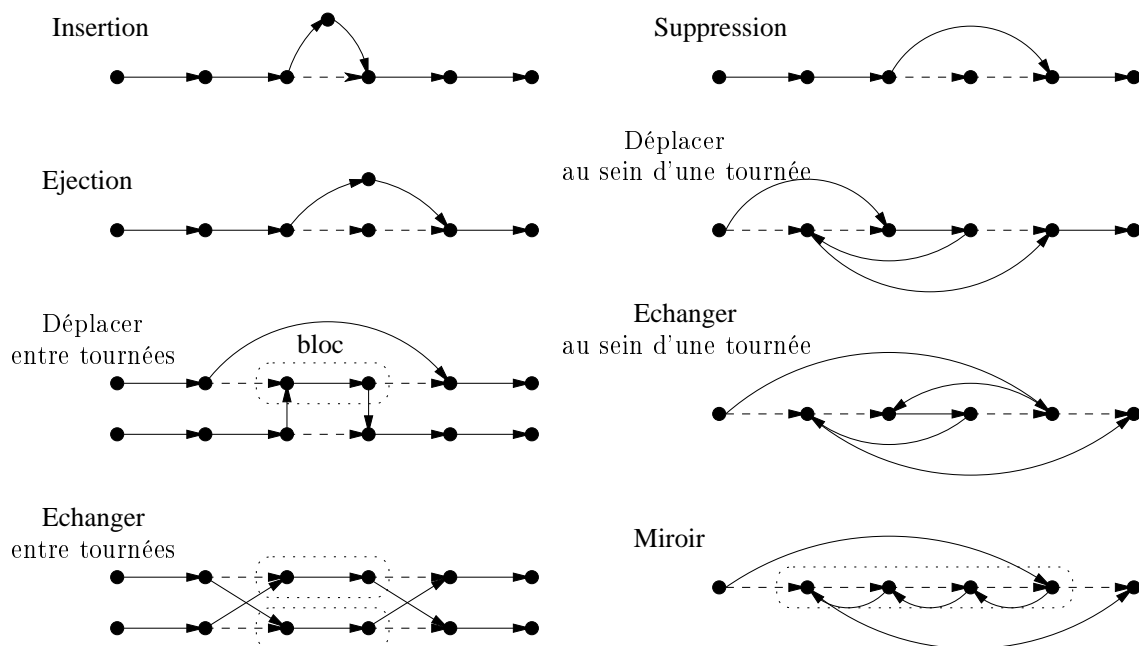 Insertion
Suppression
Ejection
Déplacer
au sein d'une tournée
Déplacer
entre tournées
bloc
Echanger
au sein d'une tournée
Echanger
entre tournées
Miroir